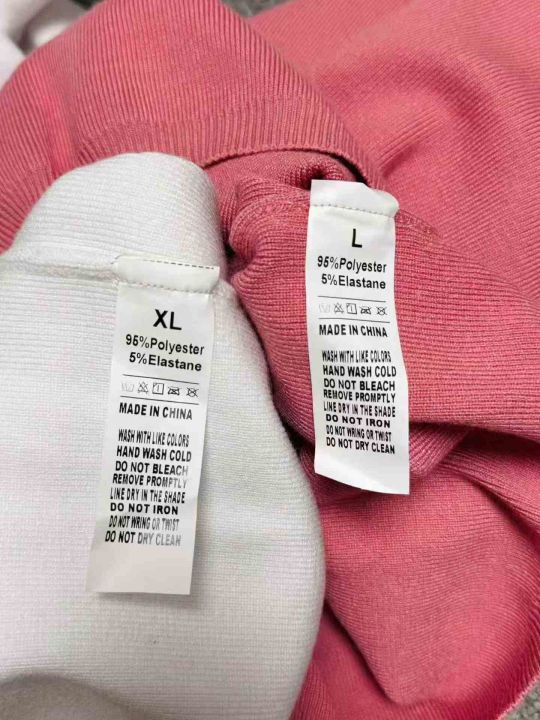 XL
95%Polyester
5%Elastane
MADE IN CHINA
WASH WITH LIKE COLORS
HAND WASH COLD
DO NOT BLEACH
REMOVE PROMPTLY
LINE DRY IN THE SHADE
DO NOT IRON
DO NOT WRING OR TWIST
DO NOT DRY CLEAN
L
95%Polyester
5%Elastane
MADE IN CHINA
WASH WITH LIKE COLORS
HAND WASH COLD
DO NOT BLEACH
REMOVE PROMPTLY
LINE DRY IN THE SHADE
DO NOT IRON
DO NOT WRING OR TWIST
DO NOT DRY CLEAN